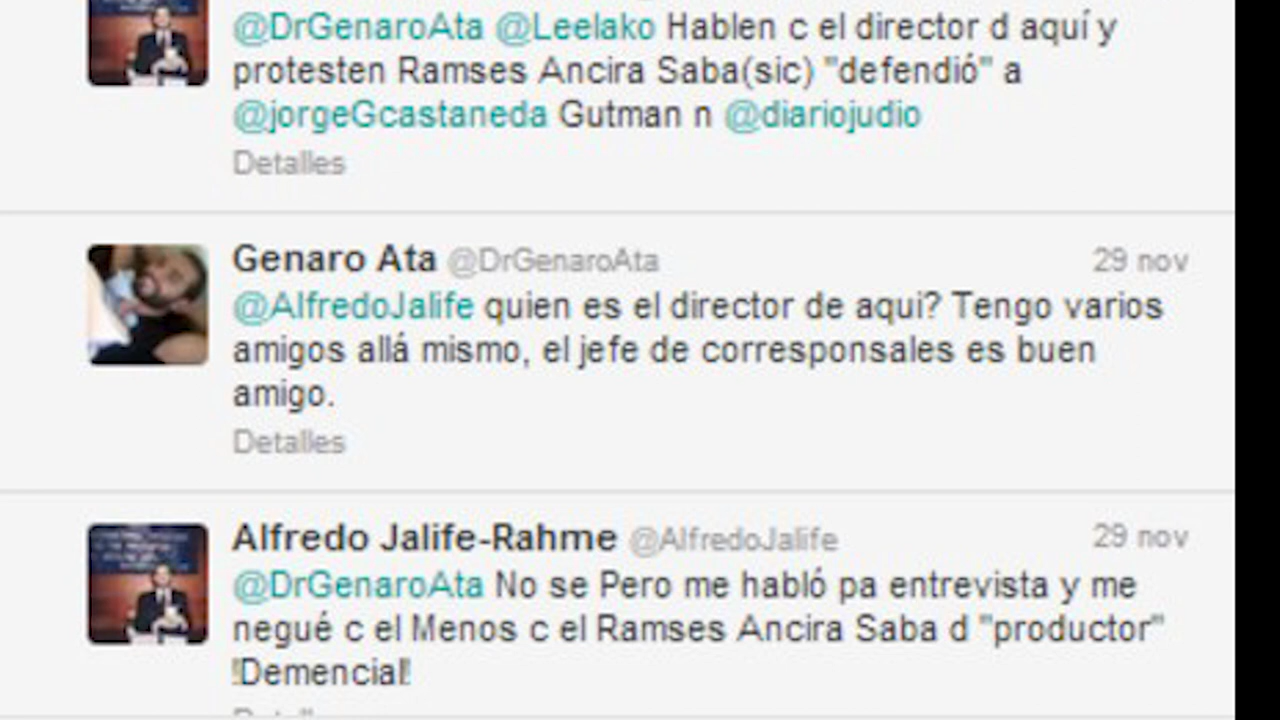 @DrGenaroAta @Leelako Hablen c el director d aquí y
protesten Ramses Ancira Saba(sic) "defendió" a
@jorgeGcastaneda Gutman n @diariojudio
Detalles
Genaro Ata @DrGenaroAta 29 nov
@AlfredoJalife quien es el director de aqui? Tengo varios
amigos allá mismo, el jefe de corresponsales es buen
amigo.
Detalles
Alfredo Jalife-Rahme @AlfredoJalife 29 nov
@DrGenaroAta No se Pero me habló pa entrevista y me
negué c el Menos c el Ramses Ancira Saba d "productor"
!Demencial!